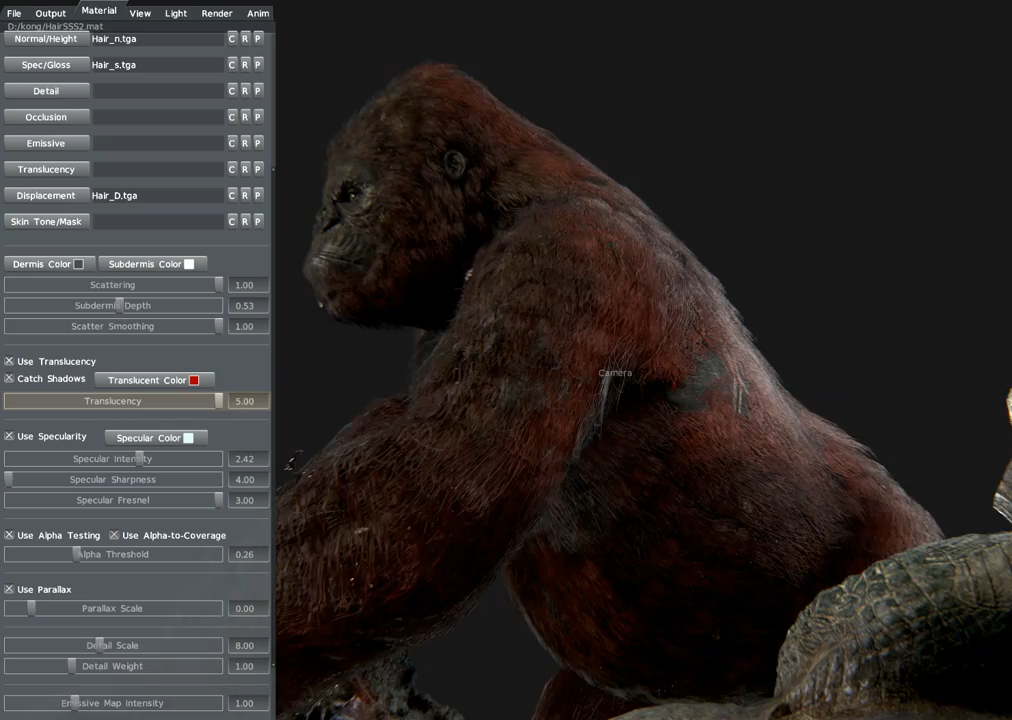 File Output Material View Light Render Anim
D:/kong/HairSSS2.mat
Normal/Height Hair_n.tga C R P
Spec/Gloss Hair_s.tga C R P
Detail C R P
Occlusion C R P
Emissive C R P
Translucency C R P
Displacement Hair_D.tga C R P
Skin Tone/Mask C R P
Dermis Color Subdermis Color
Scattering 1.00
Subdermis Depth 0.53
Scatter Smoothing 1.00
Use Translucency
Catch Shadows Translucent Color
Translucency 5.00
Use Specularity Specular Color
Specular Intensity 2.42
Specular Sharpness 4.00
Specular Fresnel 3.00
Use Alpha Testing Use Alpha-to-Coverage
Alpha Threshold 0.26
Use Parallax
Parallax Scale 0.00
Detail Scale 8.00
Detail Weight 1.00
Emissive Map Intensity 1.00
Camera